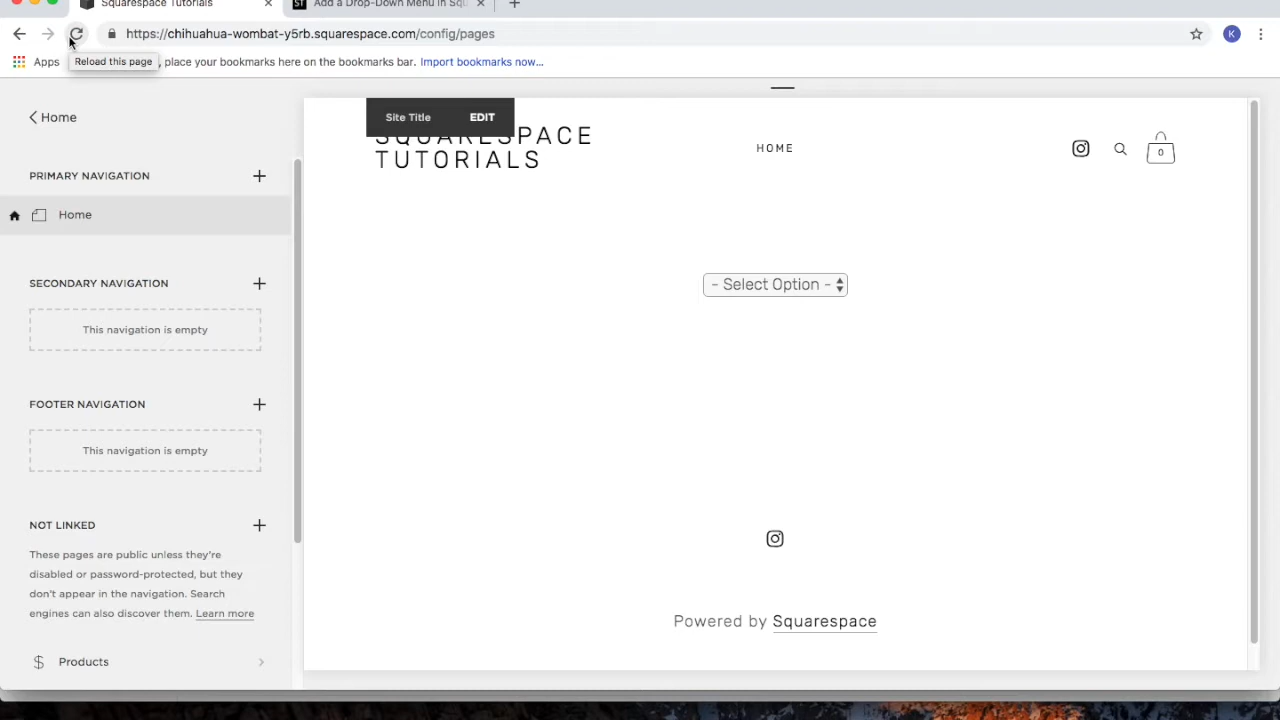 Squarespace Tutorials
Add a Drop-Down Menu in Squ
https://chihuahua-wombat-y5rb.squarespace.com/config/pages
K
Apps
Reload this page
, place your bookmarks here on the bookmarks bar. Import bookmarks now...
Home
Site Title EDIT
SQUARESPACE
TUTORIALS
HOME
0
PRIMARY NAVIGATION
Home
SECONDARY NAVIGATION
This navigation is empty
- Select Option -
FOOTER NAVIGATION
This navigation is empty
NOT LINKED
These pages are public unless they're
disabled or password-protected, but they
don't appear in the navigation. Search
engines can also discover them. Learn more
Products
Powered by Squarespace